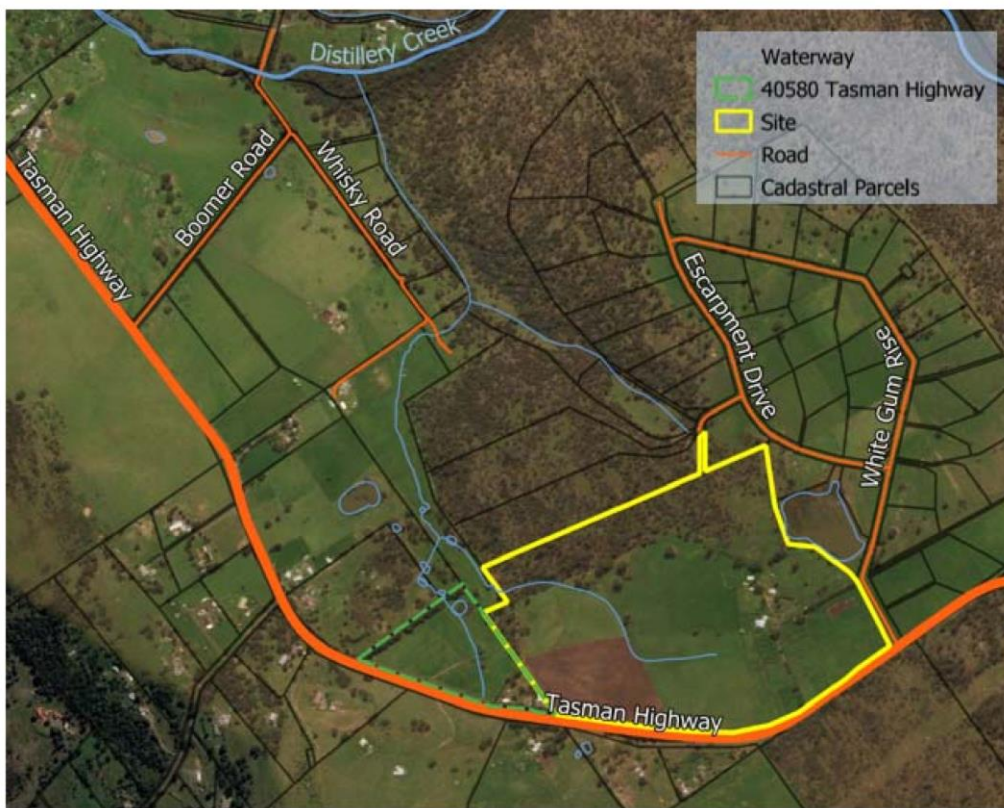 Distillery Creek
Waterway
40580 Tasman Highway
Site
Road
Cadastral Parcels
Tasman Highway
Boomer Road
Whisky Road
Escarpment Drive
White Gum Rise
Tasman Highway